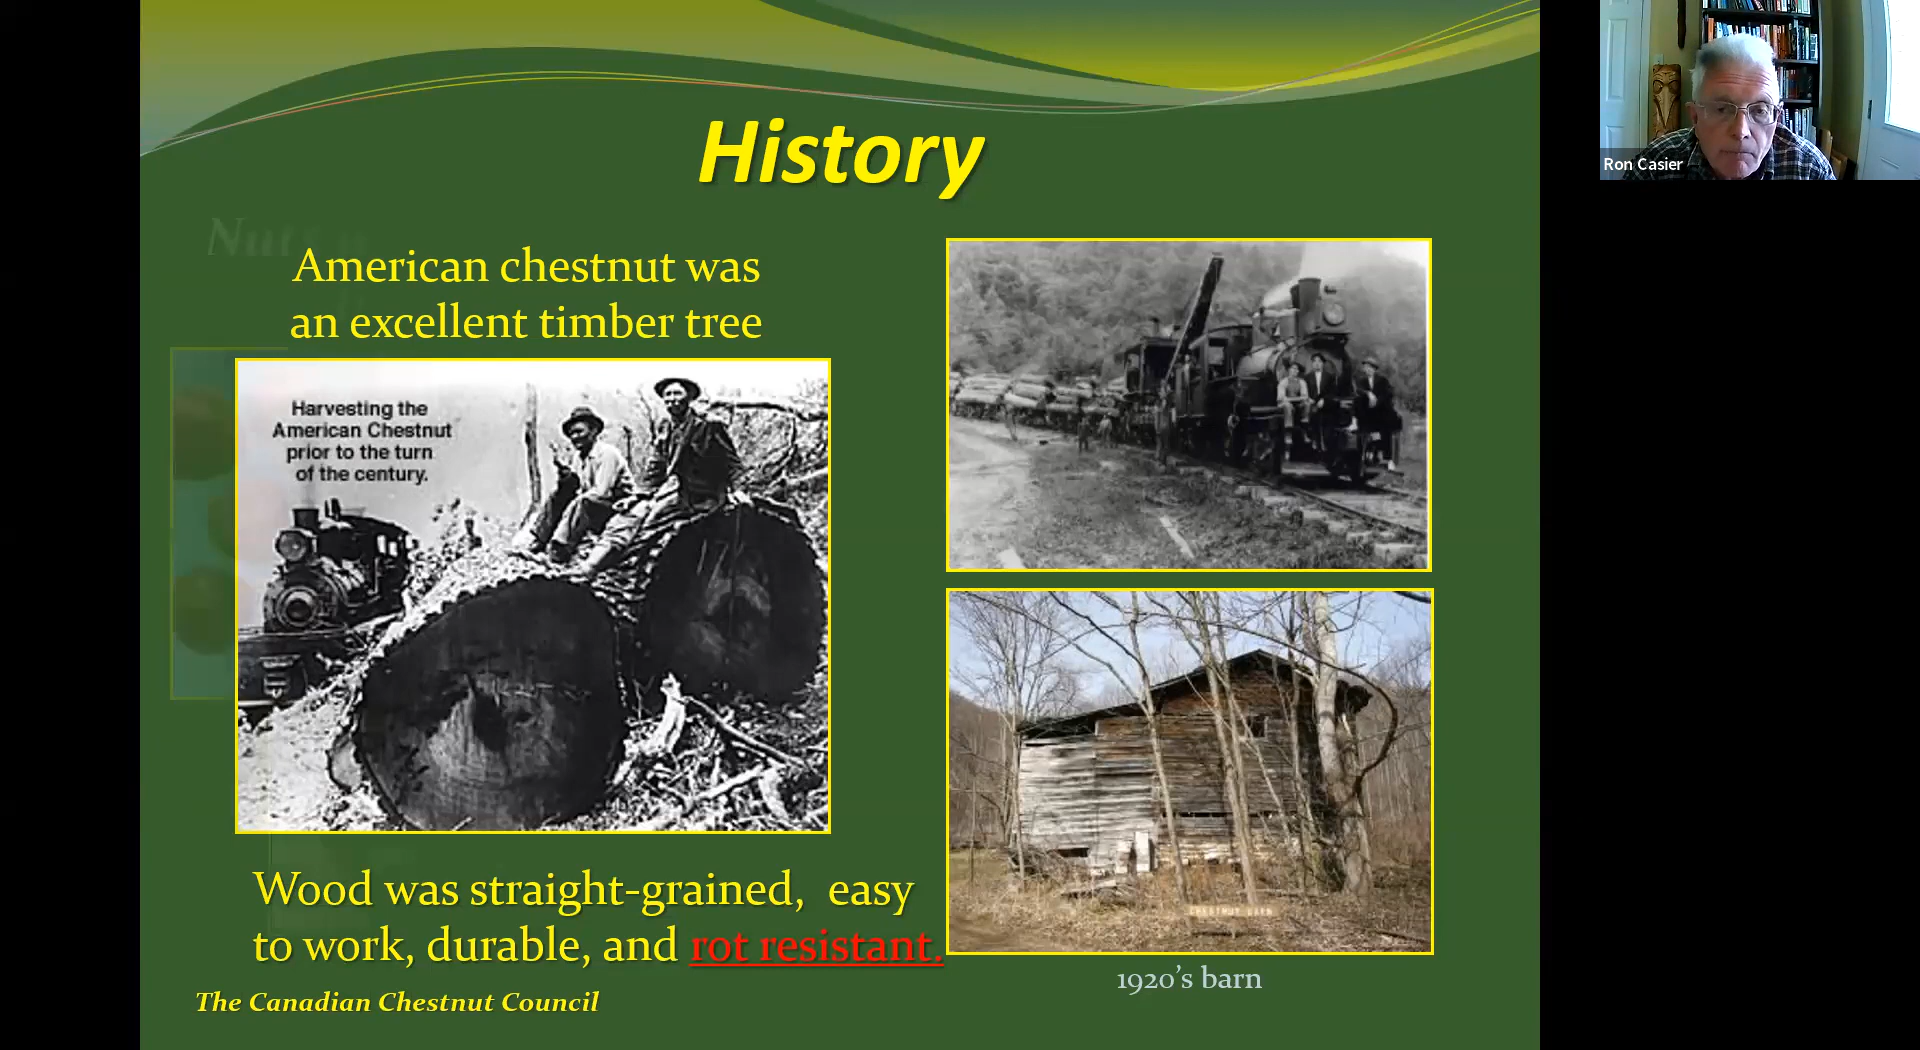 History
American chestnut was
an excellent timber tree
Harvesting the
American Chestnut
prior to the turn
of the century.
Wood was straight-grained, easy
to work, durable, and rot resistant.
The Canadian Chestnut Council
CHESTNUT BARN
1920's barn
Ron Casier